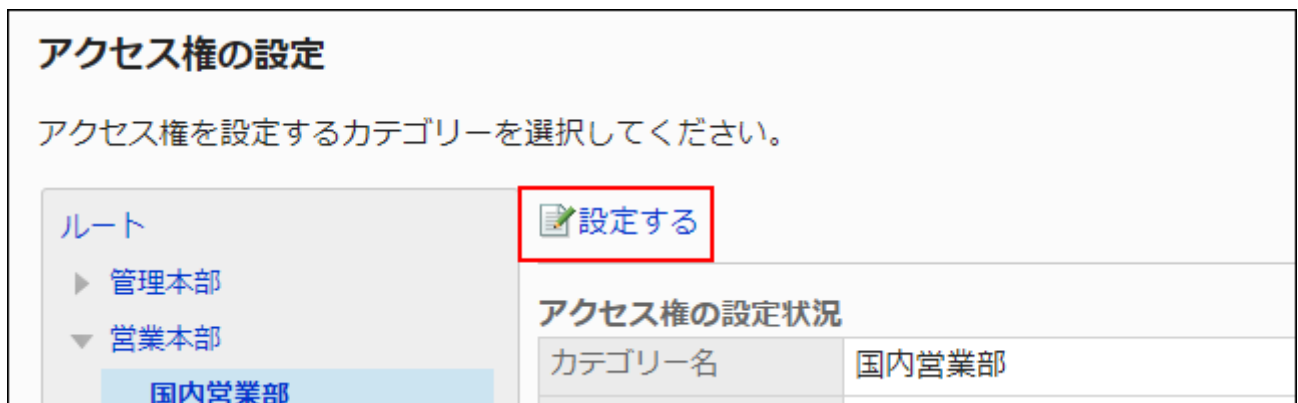 アクセス権の設定
アクセス権を設定するカテゴリーを選択してください。
ルート
管理本部
営業本部
国内営業部
設定する
アクセス権の設定状況
カテゴリー名 国内営業部